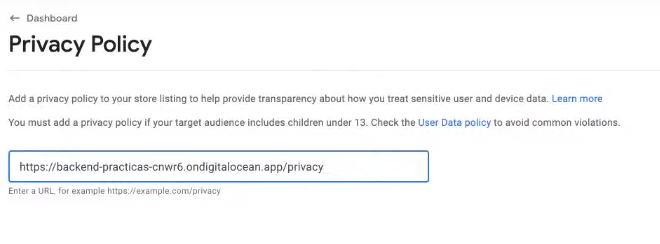 ← Dashboard
Privacy Policy
Add a privacy policy to your store listing to help provide transparency about how you treat sensitive user and device data. Learn more
You must add a privacy policy if your target audience includes children under 13. Check the User Data policy to avoid common violations.
https://backend-practicas-cnwr6.ondigitalocean.app/privacy
Enter a URL, for example https://example.com/privacy